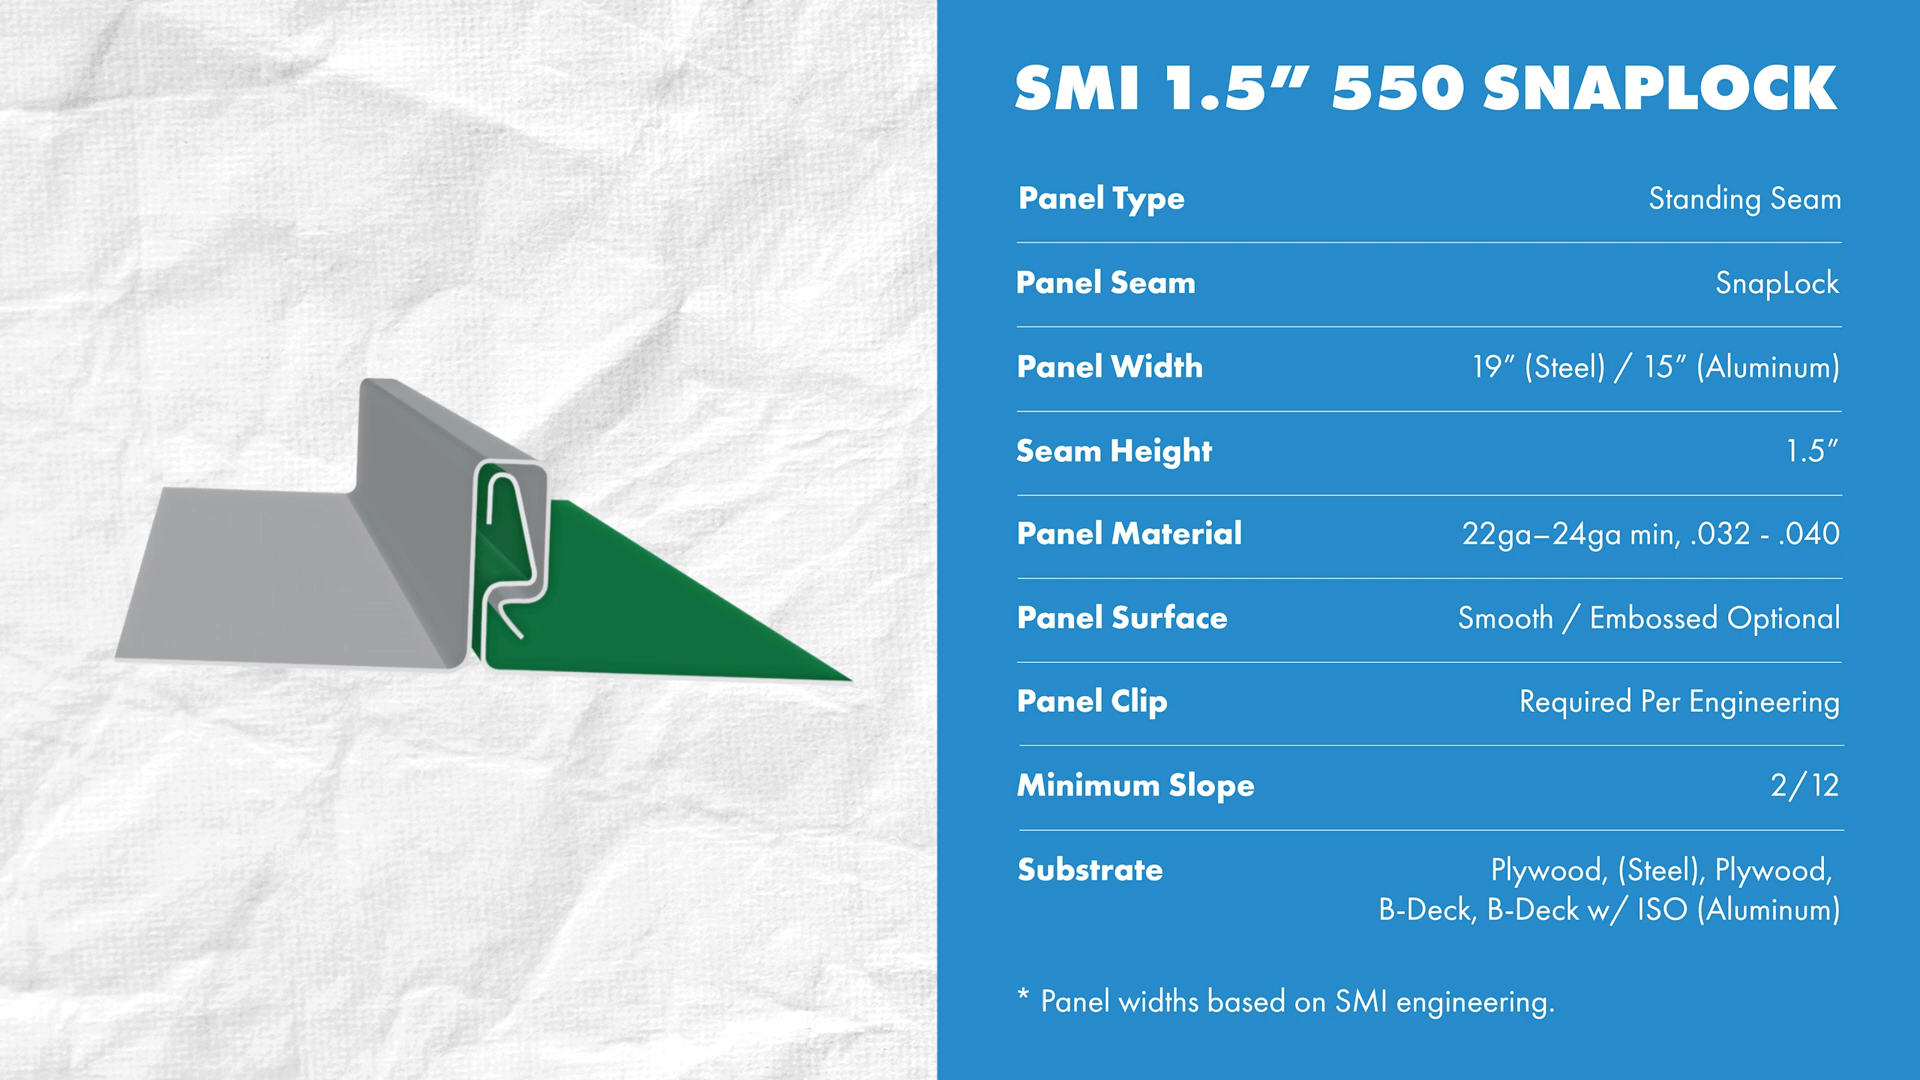 SMI 1.5” 550 SNAPLOCK
Panel Type Standing Seam
Panel Seam SnapLock
Panel Width 19” (Steel) / 15” (Aluminum)
Seam Height 1.5”
Panel Material 22ga–24ga min, .032 - .040
Panel Surface Smooth / Embossed Optional
Panel Clip Required Per Engineering
Minimum Slope 2/12
Substrate Plywood, (Steel), Plywood,
B-Deck, B-Deck w/ ISO (Aluminum)
* Panel widths based on SMI engineering.